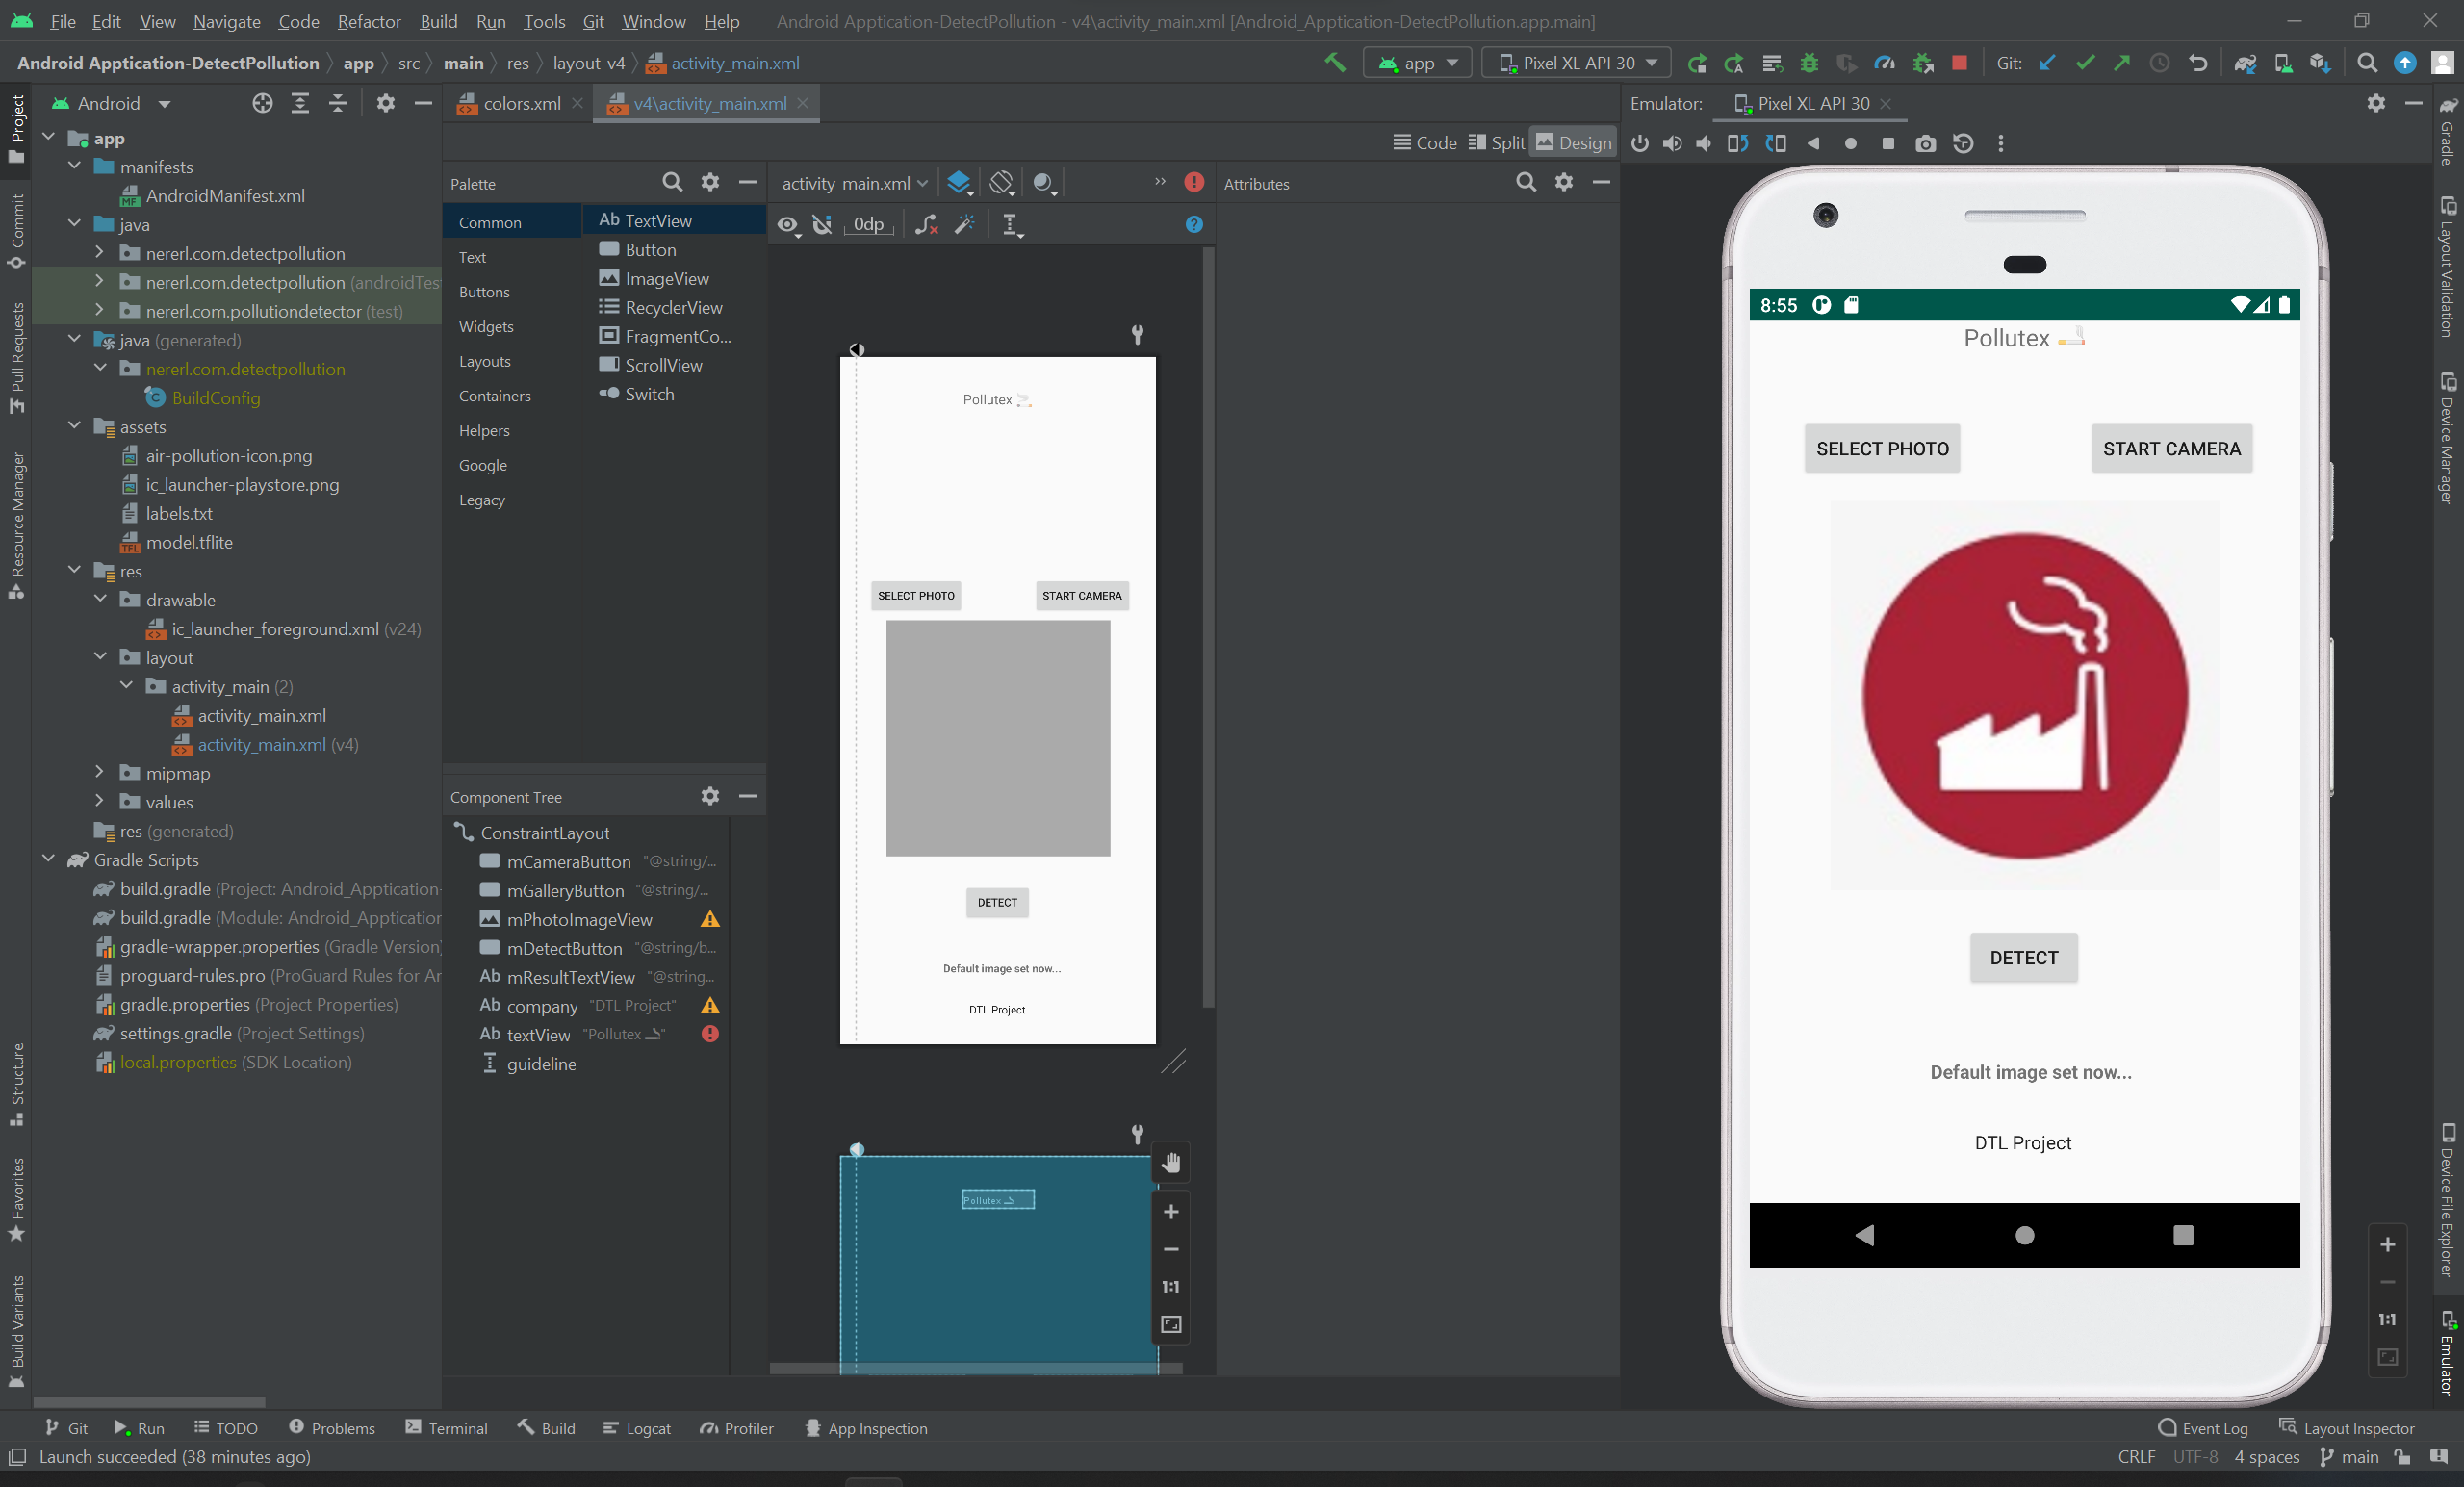 File Edit View Navigate Code Refactor Build Run Tools Git Window Help Android Apptication-DetectPollution - v4\activity_main.xml [Android_Apptication-DetectPollution.app.main]
Android Apptication-DetectPollution app src main res layout-v4 activity_main.xml
app Pixel XL API 30 Git:
Project
Commit
Pull Requests
Resource Manager
Structure
Favorites
Build Variants
Android
app
manifests
AndroidManifest.xml
java
nererl.com.detectpollution
nererl.com.detectpollution (androidTes
nererl.com.pollutiondetector (test)
java (generated)
nererl.com.detectpollution
BuildConfig
assets
air-pollution-icon.png
ic_launcher-playstore.png
labels.txt
model.tflite
res
drawable
ic_launcher_foreground.xml (v24)
layout
activity_main (2)
activity_main.xml
activity_main.xml (v4)
mipmap
values
res (generated)
Gradle Scripts
build.gradle (Project: Android_Apptication-
build.gradle (Module: Android_Apptication
gradle-wrapper.properties (Gradle Version)
proguard-rules.pro (ProGuard Rules for Ar
gradle.properties (Project Properties)
settings.gradle (Project Settings)
local.properties (SDK Location)
colors.xml v4\activity_main.xml
Code Split Design
Palette
Common
Text
Buttons
Widgets
Layouts
Containers
Helpers
Google
Legacy
Ab TextView
Button
ImageView
RecyclerView
FragmentCo...
ScrollView
Switch
Component Tree
ConstraintLayout
mCameraButton "@string/...
mGalleryButton "@string/...
mPhotoImageView
mDetectButton "@string/b...
Ab mResultTextView "@string...
Ab company "DTL Project"
Ab textView "Pollutex 🚬"
guideline
activity_main.xml
0dp
Pollutex 🚬
SELECT PHOTO START CAMERA
DETECT
Default image set now...
DTL Project
Pollutex 🚬
1:1
Attributes
Emulator: Pixel XL API 30
8:55
Pollutex 🚬
SELECT PHOTO START CAMERA
DETECT
Default image set now...
DTL Project
1:1
Gradle
Layout Validation
Device Manager
Device File Explorer
Emulator
Git Run TODO Problems Terminal Build Logcat Profiler App Inspection Event Log Layout Inspector
Launch succeeded (38 minutes ago) CRLF UTF-8 4 spaces main